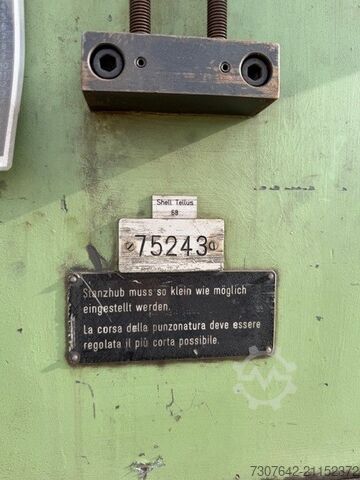 Shell Tellus
68
75243
Stanzhub muss so klein wie möglich
eingestellt werden.
La corsa della punzonatura deve essere
regolata il più corta possibile.
7307642-21152372